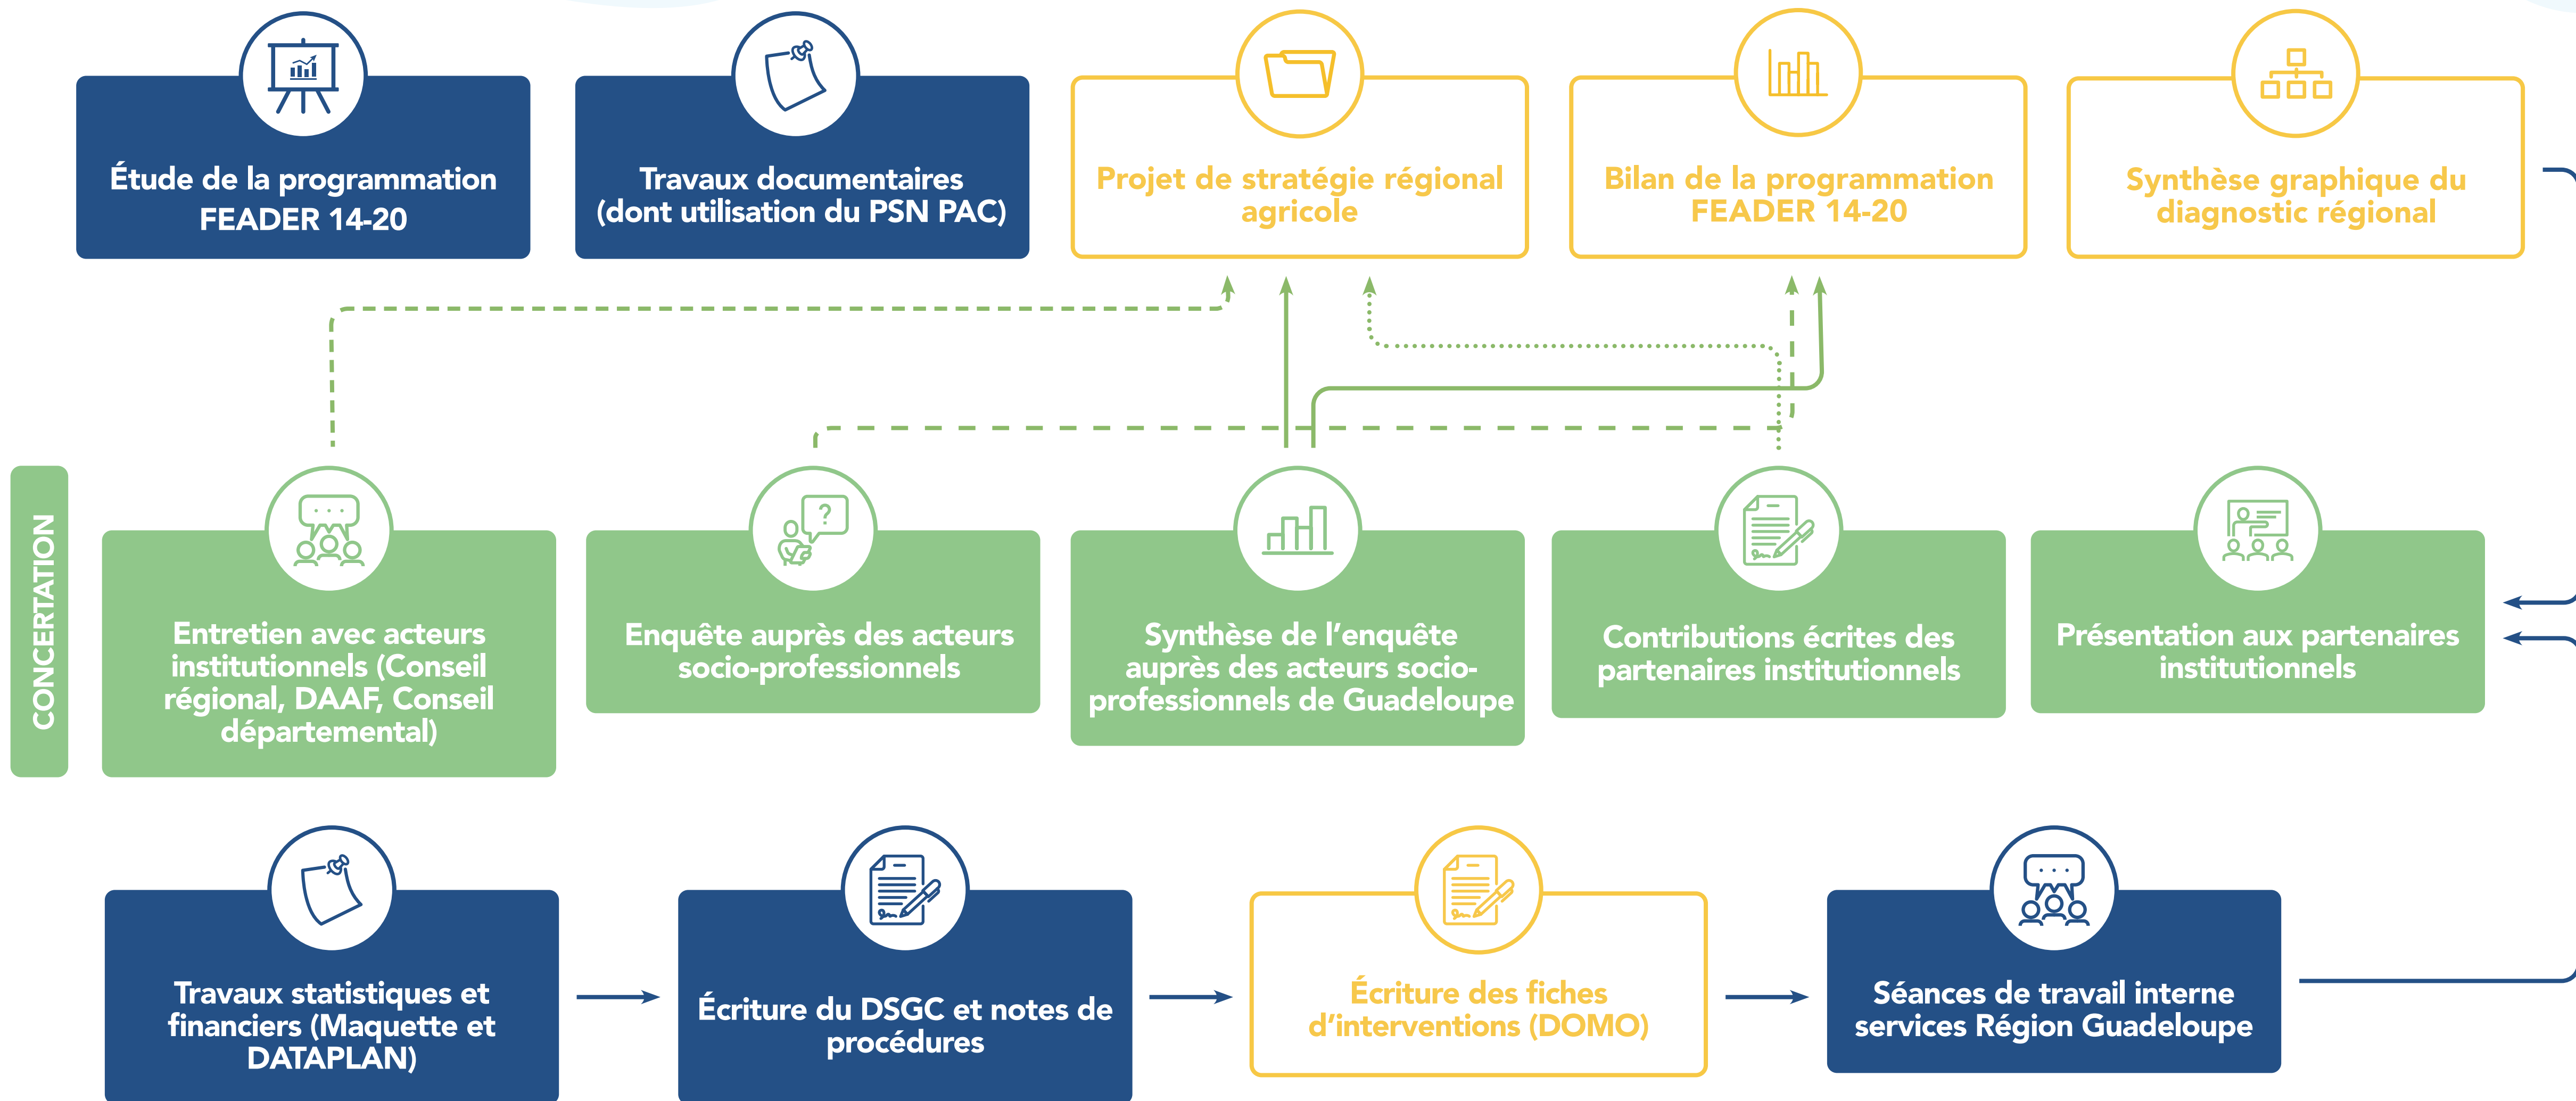 Étude de la programmation
FEADER 14-20
Travaux documentaires
(dont utilisation du PSN PAC)
Projet de stratégie régional
agricole
Bilan de la programmation
FEADER 14-20
Synthèse graphique du
diagnostic régional
CONCERTATION
Entretien avec acteurs
institutionnels (Conseil
régional, DAAF, Conseil
départemental)
?
Enquête auprès des acteurs
socio-professionnels
Synthèse de l’enquête
auprès des acteurs socio-
professionnels de Guadeloupe
Contributions écrites des
partenaires institutionnels
Présentation aux partenaires
institutionnels
Travaux statistiques et
financiers (Maquette et
DATAPLAN)
Écriture du DSGC et notes de
procédures
Écriture des fiches
d’interventions (DOMO)
Séances de travail interne
services Région Guadeloupe